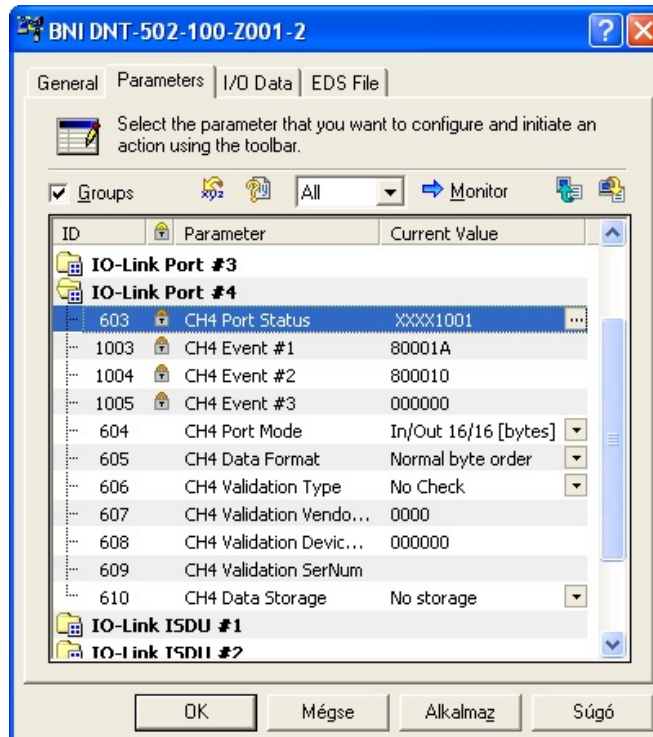 BNI DNT-502-100-Z001-2
General Parameters I/O Data EDS File
Select the parameter that you want to configure and initiate an
action using the toolbar.
Groups All Monitor
ID Parameter Current Value
IO-Link Port #3
IO-Link Port #4
603 CH4 Port Status XXXX1001 ...
1003 CH4 Event #1 80001A
1004 CH4 Event #2 800010
1005 CH4 Event #3 000000
604 CH4 Port Mode In/Out 16/16 [bytes]
605 CH4 Data Format Normal byte order
606 CH4 Validation Type No Check
607 CH4 Validation Vendo... 0000
608 CH4 Validation Devic... 000000
609 CH4 Validation SerNum
610 CH4 Data Storage No storage
IO-Link ISDU #1
IO-Link ISDU #2
OK Mégse Alkalmaz Súgó